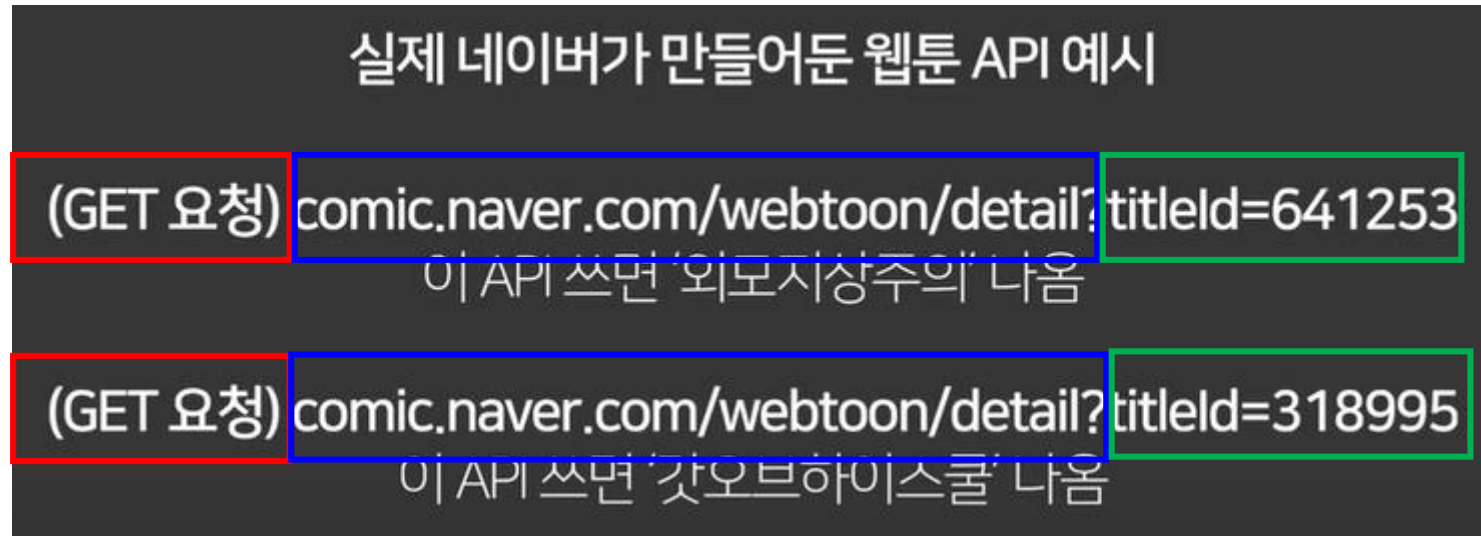 실제 네이버가 만들어둔 웹툰 API 예시
(GET 요청) comic.naver.com/webtoon/detail?titleId=641253
이 API 쓰면 '외모지상주의' 나옴
(GET 요청) comic.naver.com/webtoon/detail?titleId=318995
이 API 쓰면 '갓오브하이스쿨' 나옴